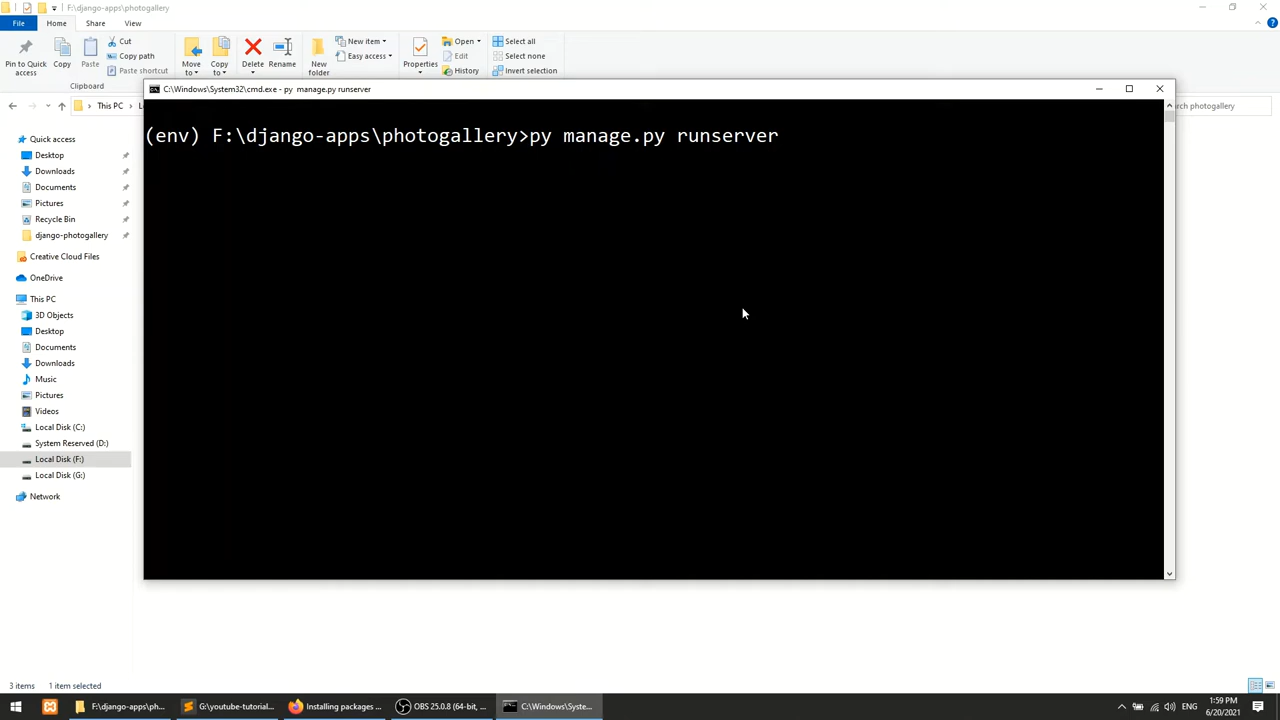 F:\django-apps\photogallery
File Home Share View
Pin to Quick access
Copy
Paste
Cut
Copy path
Paste shortcut
Clipboard
Move to
Copy to
Delete
Rename
New folder
New item
Easy access
Properties
Open
Edit
History
Select all
Select none
Invert selection
This PC
photogallery
C:\Windows\System32\cmd.exe - py manage.py runserver
(env) F:\django-apps\photogallery>py manage.py runserver
Quick access
Desktop
Downloads
Documents
Pictures
Recycle Bin
django-photogallery
Creative Cloud Files
OneDrive
This PC
3D Objects
Desktop
Documents
Downloads
Music
Pictures
Videos
Local Disk (C:)
System Reserved (D:)
Local Disk (F:)
Local Disk (G:)
Network
3 items 1 item selected
F:\django-apps\ph...
G:\youtube-tutorial...
Installing packages ...
OBS 25.0.8 (64-bit, ...
C:\Windows\Syste...
ENG
1:59 PM
6/20/2021